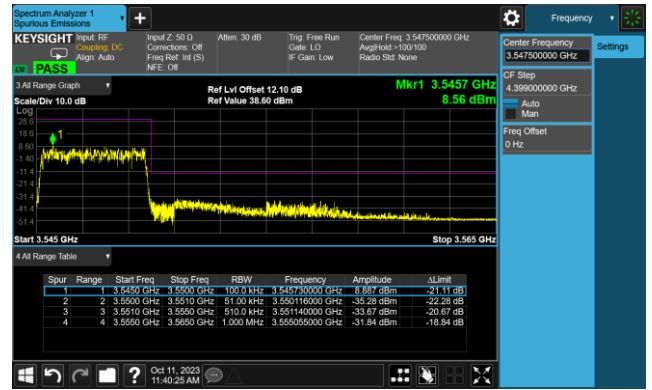 Spectrum Analyzer 1
Spurious Emissions
Frequency
KEYSIGHT
Input: RF
Coupling: DC
Align: Auto
Input Z: 50 Ω
Corrections: Off
Freq Ref: Int (S)
NFE: Off
Atten: 30 dB
Trig: Free Run
Gate: LO
IF Gain: Low
Center Freq: 3.547500000 GHz
Avg|Hold:>100/100
Radio Std: None
PASS
Center Frequency
3.547500000 GHz
Settings
CF Step
4.399000000 GHz
Auto
Man
Freq Offset
0 Hz
3 All Range Graph
Scale/Div 10.0 dB
Ref Lvl Offset 12.10 dB
Ref Value 38.60 dBm
Mkr1 3.5457 GHz
8.56 dBm
Log
28.6
18.6
8.60
-1.40
-11.4
-21.4
-31.4
-41.4
-51.4
1
Start 3.545 GHz
Stop 3.565 GHz
4 All Range Table
Spur Range Start Freq Stop Freq RBW Frequency Amplitude ΔLimit
1 1 3.5450 GHz 3.5500 GHz 100.0 kHz 3.545730000 GHz 8.887 dBm -21.11 dB
2 2 3.5500 GHz 3.5510 GHz 51.00 kHz 3.550116000 GHz -35.28 dBm -22.28 dB
3 3 3.5510 GHz 3.5550 GHz 510.0 kHz 3.551140000 GHz -33.67 dBm -20.67 dB
4 4 3.5550 GHz 3.5650 GHz 1.000 MHz 3.555055000 GHz -31.84 dBm -18.84 dB
?
Oct 11, 2023
11:40:25 AM